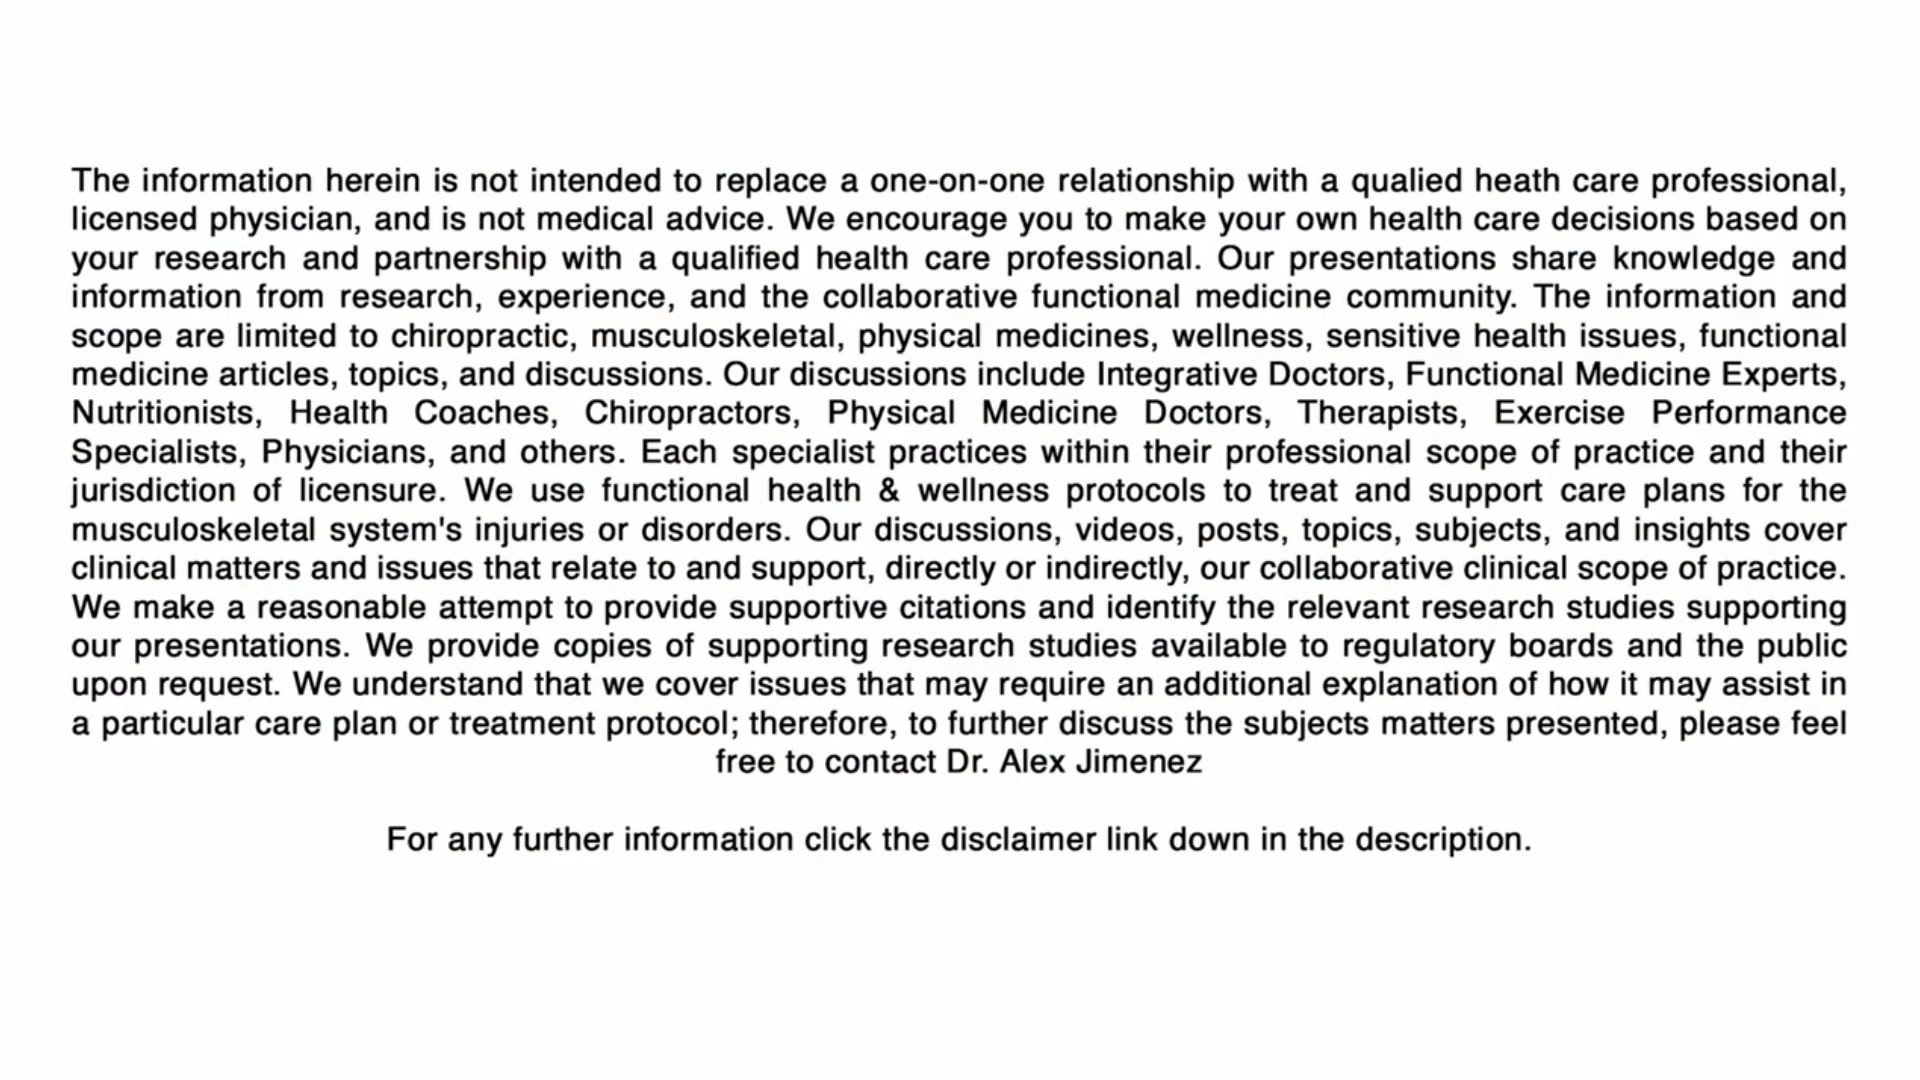 The information herein is not intended to replace a one-on-one relationship with a qualied heath care professional,
licensed physician, and is not medical advice. We encourage you to make your own health care decisions based on
your research and partnership with a qualified health care professional. Our presentations share knowledge and
information from research, experience, and the collaborative functional medicine community. The information and
scope are limited to chiropractic, musculoskeletal, physical medicines, wellness, sensitive health issues, functional
medicine articles, topics, and discussions. Our discussions include Integrative Doctors, Functional Medicine Experts,
Nutritionists, Health Coaches, Chiropractors, Physical Medicine Doctors, Therapists, Exercise Performance
Specialists, Physicians, and others. Each specialist practices within their professional scope of practice and their
jurisdiction of licensure. We use functional health & wellness protocols to treat and support care plans for the
musculoskeletal system's injuries or disorders. Our discussions, videos, posts, topics, subjects, and insights cover
clinical matters and issues that relate to and support, directly or indirectly, our collaborative clinical scope of practice.
We make a reasonable attempt to provide supportive citations and identify the relevant research studies supporting
our presentations. We provide copies of supporting research studies available to regulatory boards and the public
upon request. We understand that we cover issues that may require an additional explanation of how it may assist in
a particular care plan or treatment protocol; therefore, to further discuss the subjects matters presented, please feel
free to contact Dr. Alex Jimenez
For any further information click the disclaimer link down in the description.